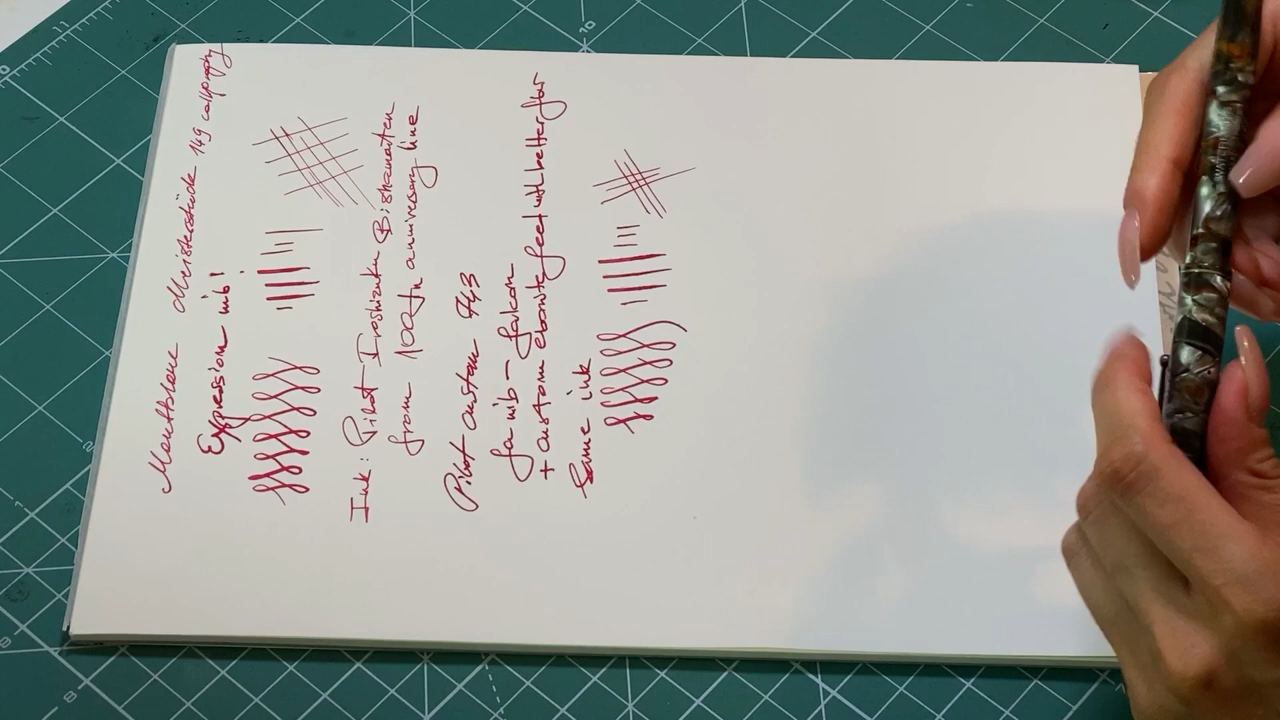 Montblanc Meisterstück 149 calligraphy
Expression nib!
Ink: Pilot Iroshizuku Bishamonten
from 100th anniversary line
Pilot custom 743
fa nib – falcon
+ custom ebonite feed with better flow
Same ink